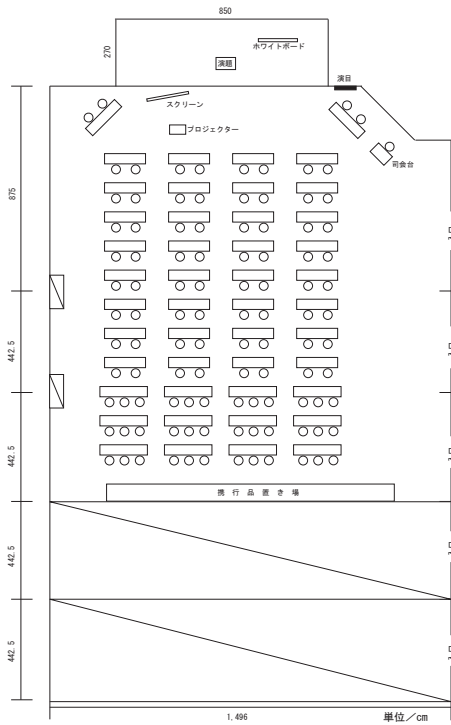 850
270
ホワイトボード
演題
演目
スクリーン
プロジェクター
司会台
875
442.5
442.5
携行品置き場
442.5
442.5
1,496
単位／cm